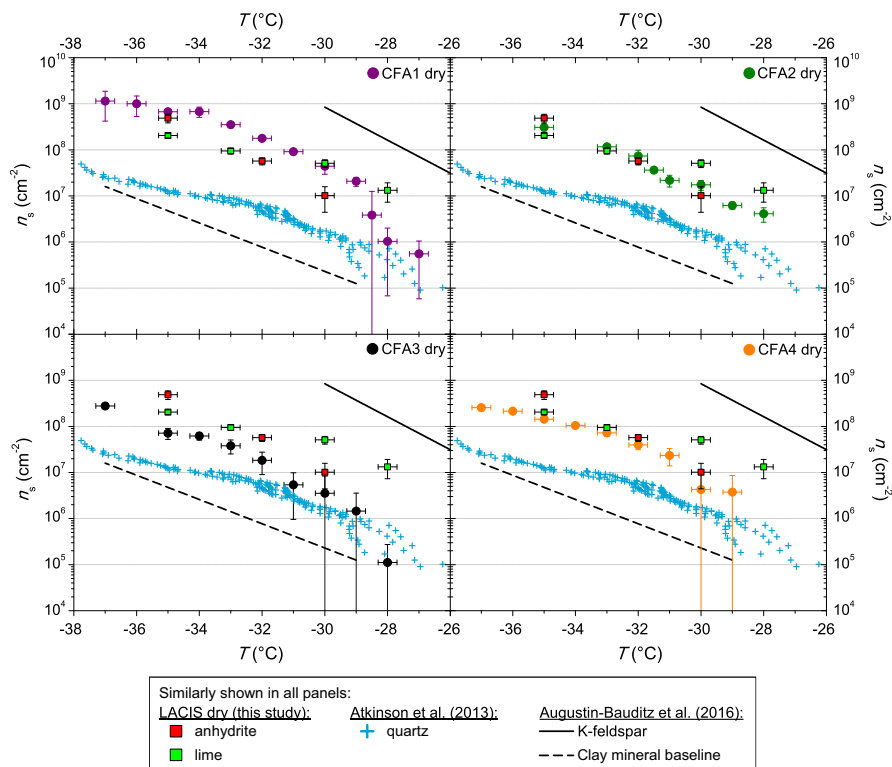 T (°C)
-38 -36 -34 -32 -30 -28 -26 -36 -34 -32 -30 -28 -26
10^10 CFA1 dry CFA2 dry 10^10
10^9 10^9
10^8 10^8
10^7 10^7
10^6 10^6
10^5 10^5
10^4 10^4
n_s (cm^-2) n_s (cm^-2)
T (°C)
CFA3 dry CFA4 dry
10^9 10^9
10^8 10^8
10^7 10^7
10^6 10^6
10^5 10^5
10^4 10^4
n_s (cm^-2) n_s (cm^-2)
-38 -36 -34 -32 -30 -28 -26 -36 -34 -32 -30 -28 -26
T (°C) T (°C)
Similarly shown in all panels:
LACIS dry (this study): Atkinson et al. (2013): Augustin-Bauditz et al. (2016):
anhydrite quartz K-feldspar
lime Clay mineral baseline